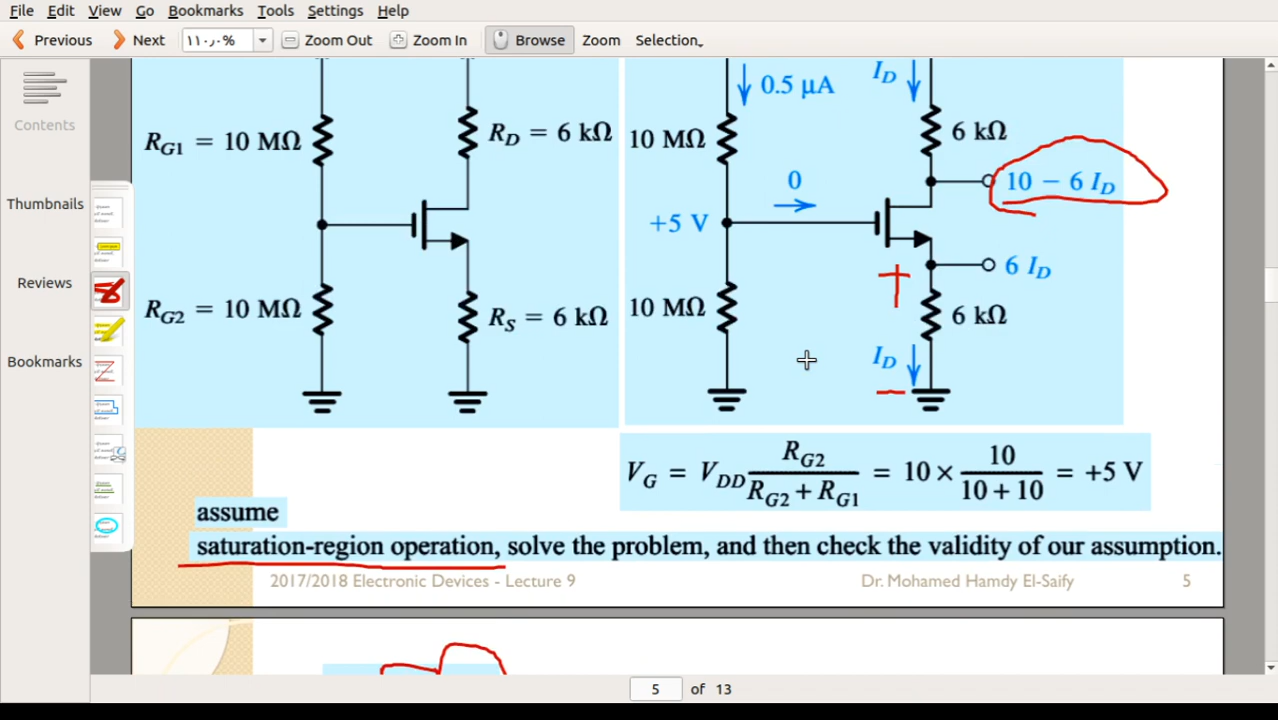 File Edit View Go Bookmarks Tools Settings Help
Previous Next ١١٠٫٠% Zoom Out Zoom In Browse Zoom Selection
Contents
Thumbnails
Reviews
Bookmarks
R_G1 = 10 MΩ
R_D = 6 kΩ
R_G2 = 10 MΩ
R_S = 6 kΩ
0.5 μA
I_D
10 MΩ
6 kΩ
0
10 − 6 I_D
+5 V
6 I_D
10 MΩ
6 kΩ
I_D
V_G = V_DD R_G2 / (R_G2 + R_G1) = 10 × 10 / (10 + 10) = +5 V
assume
saturation-region operation, solve the problem, and then check the validity of our assumption.
2017/2018 Electronic Devices - Lecture 9 Dr. Mohamed Hamdy El-Saify 5
5 of 13